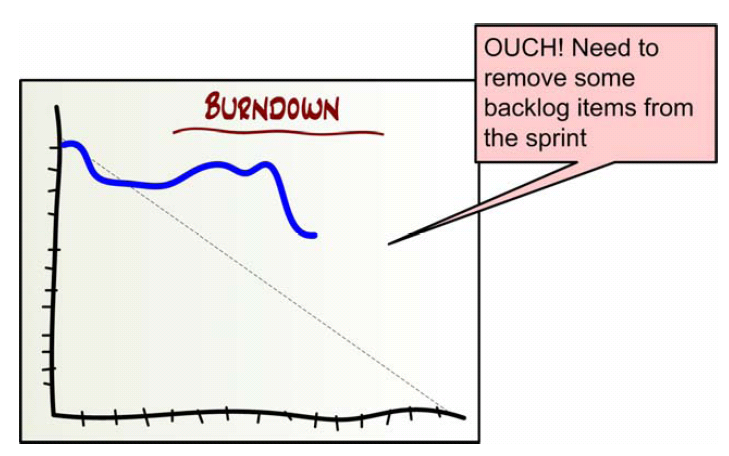 BURNDOWN
OUCH! Need to
remove some
backlog items from
the sprint